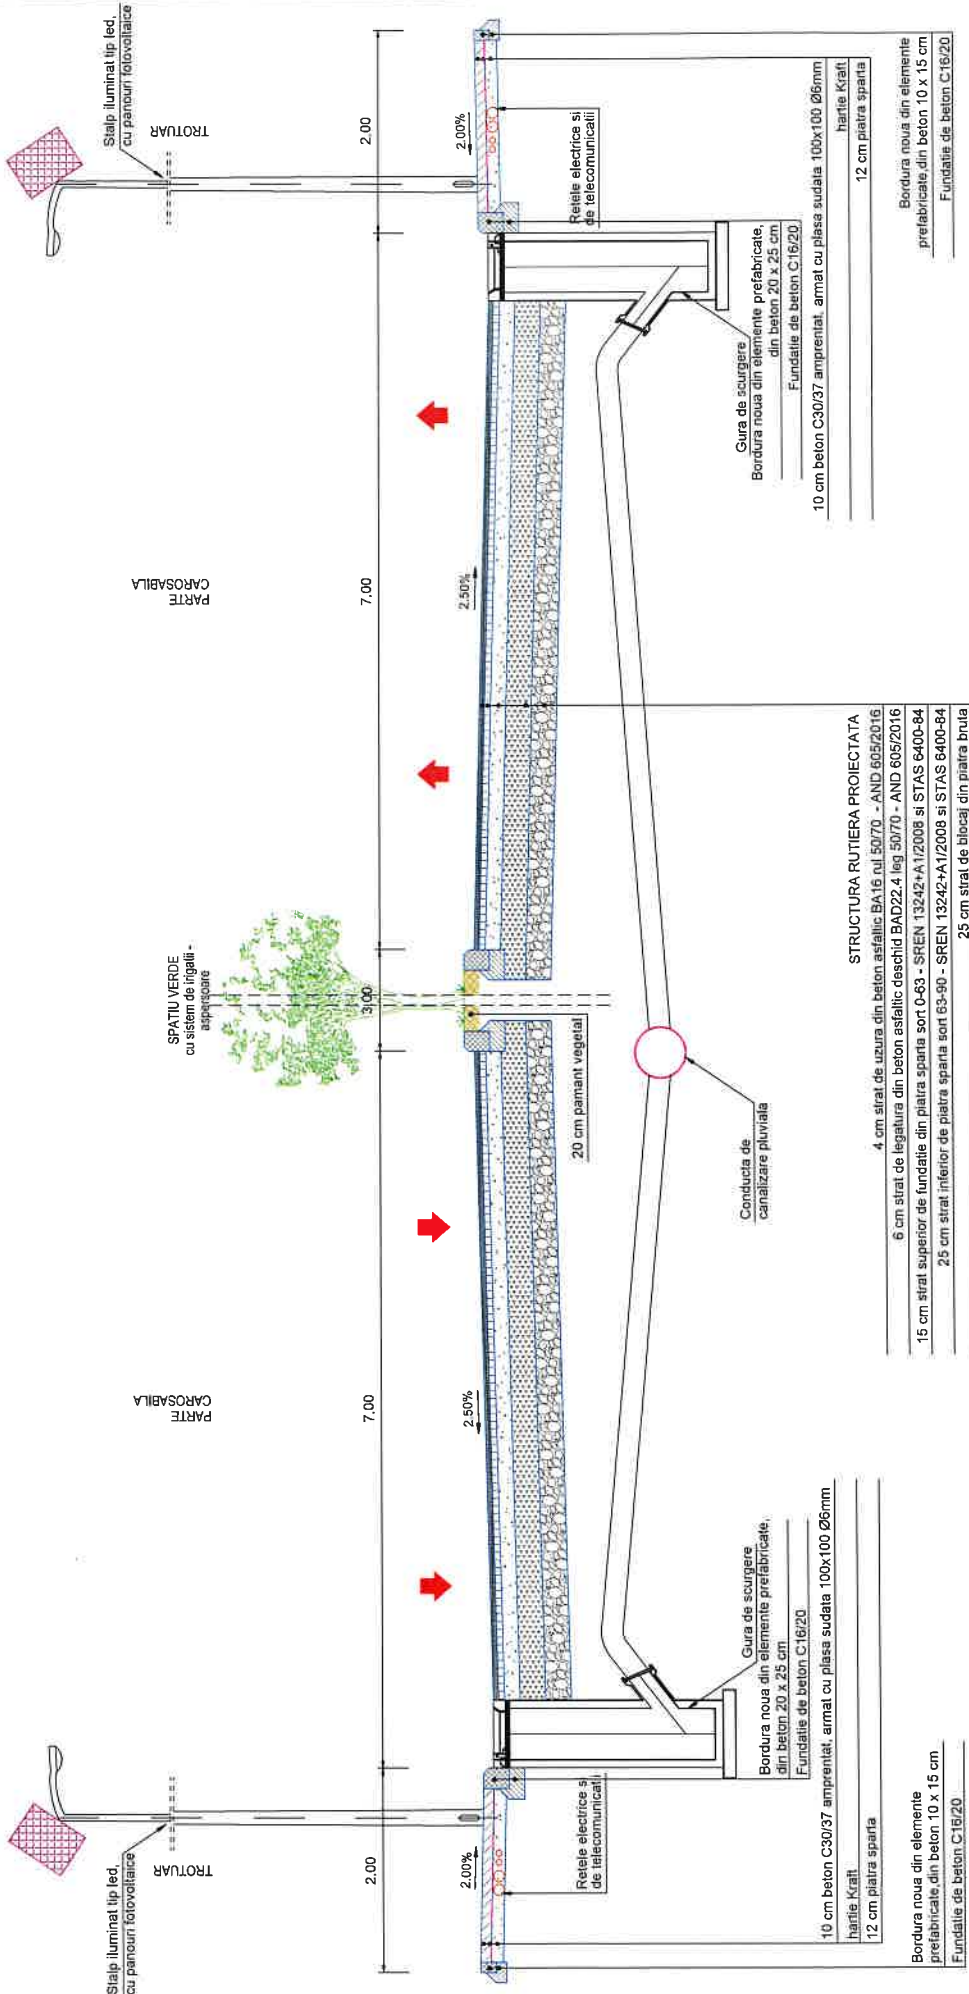 Stalp iluminat tip led,
cu panouri fotovoltaice
TROTUAR
2.00
2.00%
Retele electrice si
de telecomunicatii
Gura de scurgere
Bordura noua din elemente prefabricate,
din beton 20 x 25 cm
Fundatie de beton C16/20
10 cm beton C30/37 amprentat, armat cu plasa sudata 100x100 Ø6mm
hartie Kraft
12 cm piatra sparta
Bordura noua din elemente
prefabricate,din beton 10 x 15 cm
Fundatie de beton C16/20
PARTE
CAROSABILA
7.00
2.50%
SPATIU VERDE
cu sistem de irigatii -
aspersoare
3.00
20 cm pamant vegetal
Conducta de
canalizare pluviala
PARTE
CAROSABILA
7.00
2.50%
STRUCTURA RUTIERA PROIECTATA
4 cm strat de uzura din beton asfaltic BA16 rul 50/70 - AND 605/2016
6 cm strat de legatura din beton asfaltic deschid BAD22.4 leg 50/70 - AND 605/2016
15 cm strat superior de fundatie din piatra sparta sort 0-63 - SREN 13242+A1/2008 si STAS 6400-84
25 cm strat inferior de piatra sparta sort 63-90 - SREN 13242+A1/2008 si STAS 6400-84
25 cm strat de blocaj din piatra bruta
Stalp iluminat tip led,
cu panouri fotovoltaice
TROTUAR
2.00
2.00%
Retele electrice si
de telecomunicatii
Gura de scurgere
Bordura noua din elemente prefabricate,
din beton 20 x 25 cm
Fundatie de beton C16/20
10 cm beton C30/37 amprentat, armat cu plasa sudata 100x100 Ø6mm
hartie Kraft
12 cm piatra sparta
Bordura noua din elemente
prefabricate,din beton 10 x 15 cm
Fundatie de beton C16/20